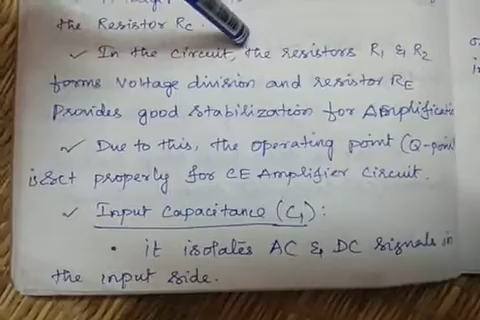 the Resistor Rc.
✓ In the circuit, the resistors R1 & R2
forms voltage division and resistor RE
Provides good stabilization for Amplificatio
✓ Due to this, the operating point (Q-poin
is set properly for CE Amplifier circuit.
✓ Input Capacitance (C1):
• it isolates AC & DC signals in
the input side.